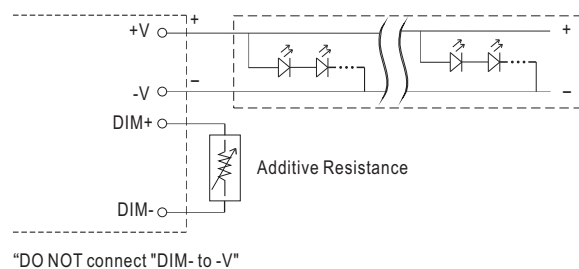 +V
+
+
-V
−
−
DIM+
Additive Resistance
DIM-
“DO NOT connect "DIM- to -V"